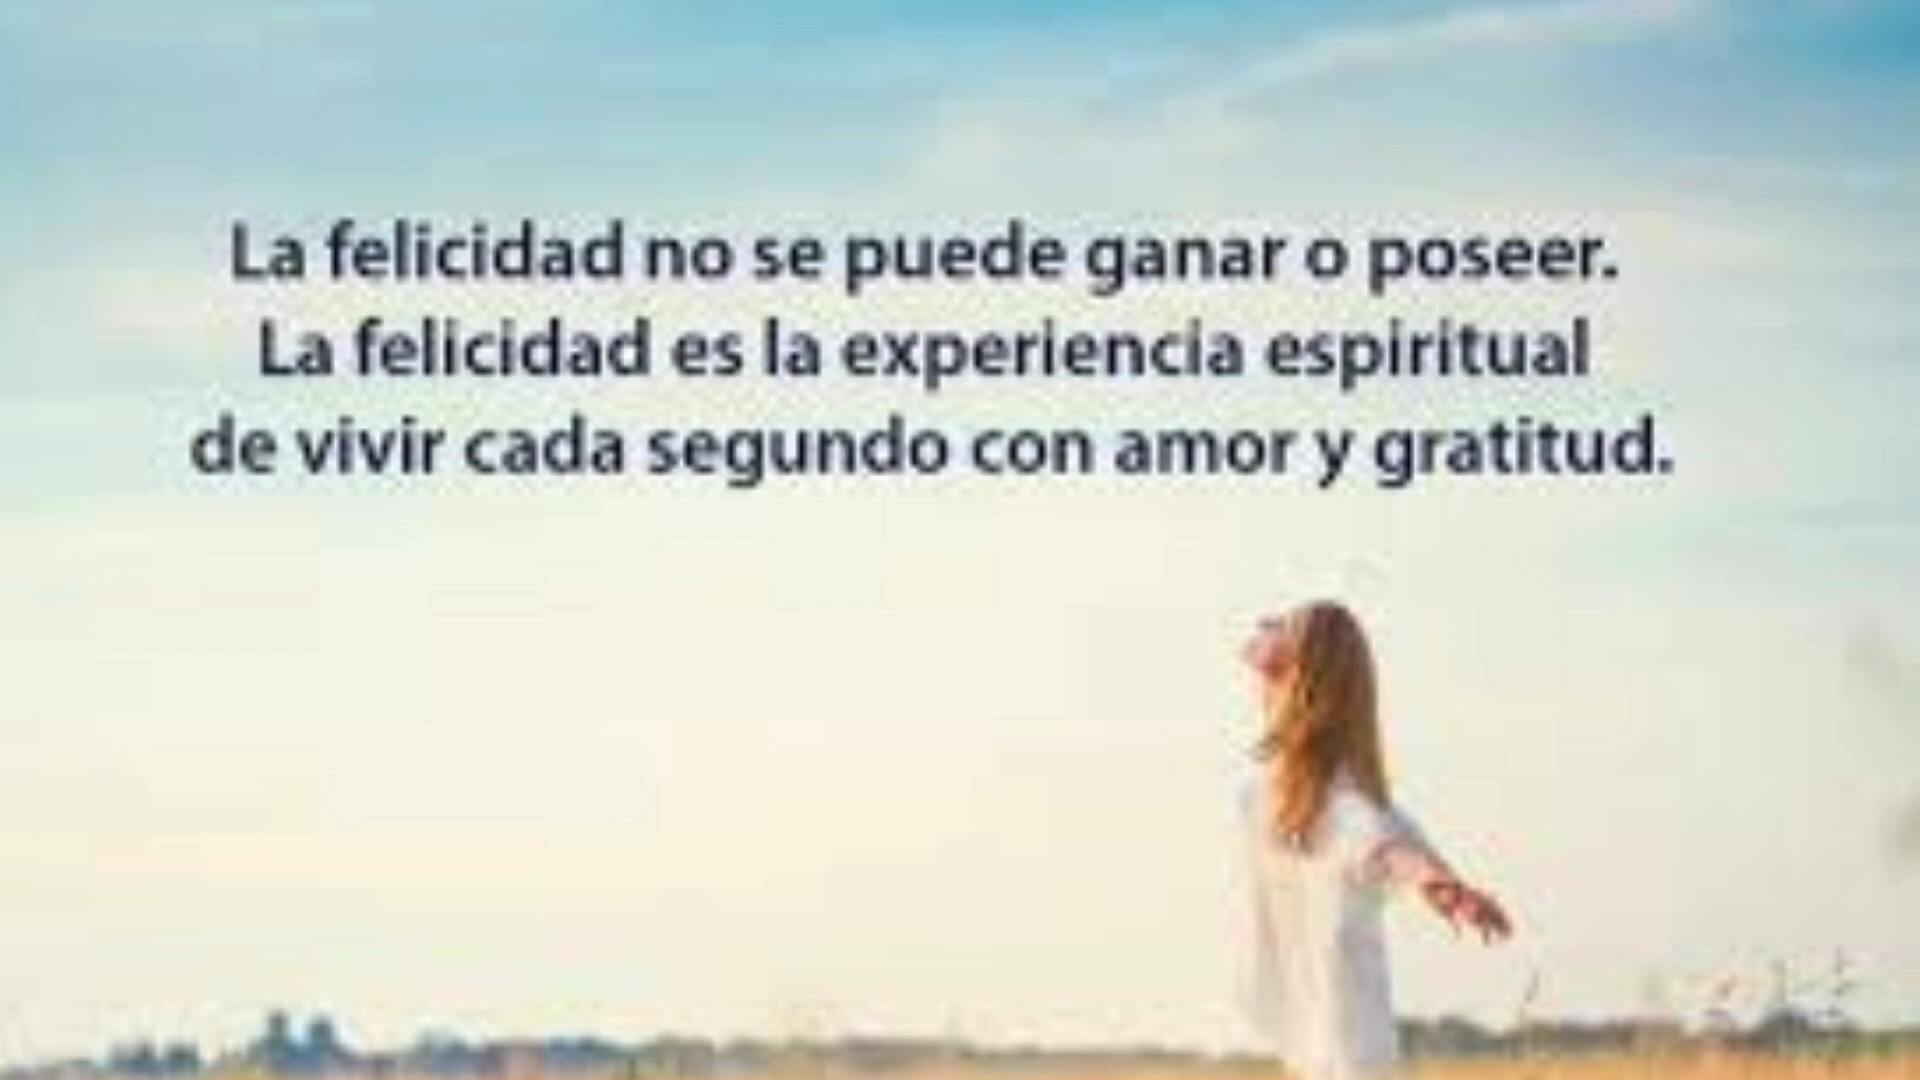 La felicidad no se puede ganar o poseer.
La felicidad es la experiencia espiritual
de vivir cada segundo con amor y gratitud.